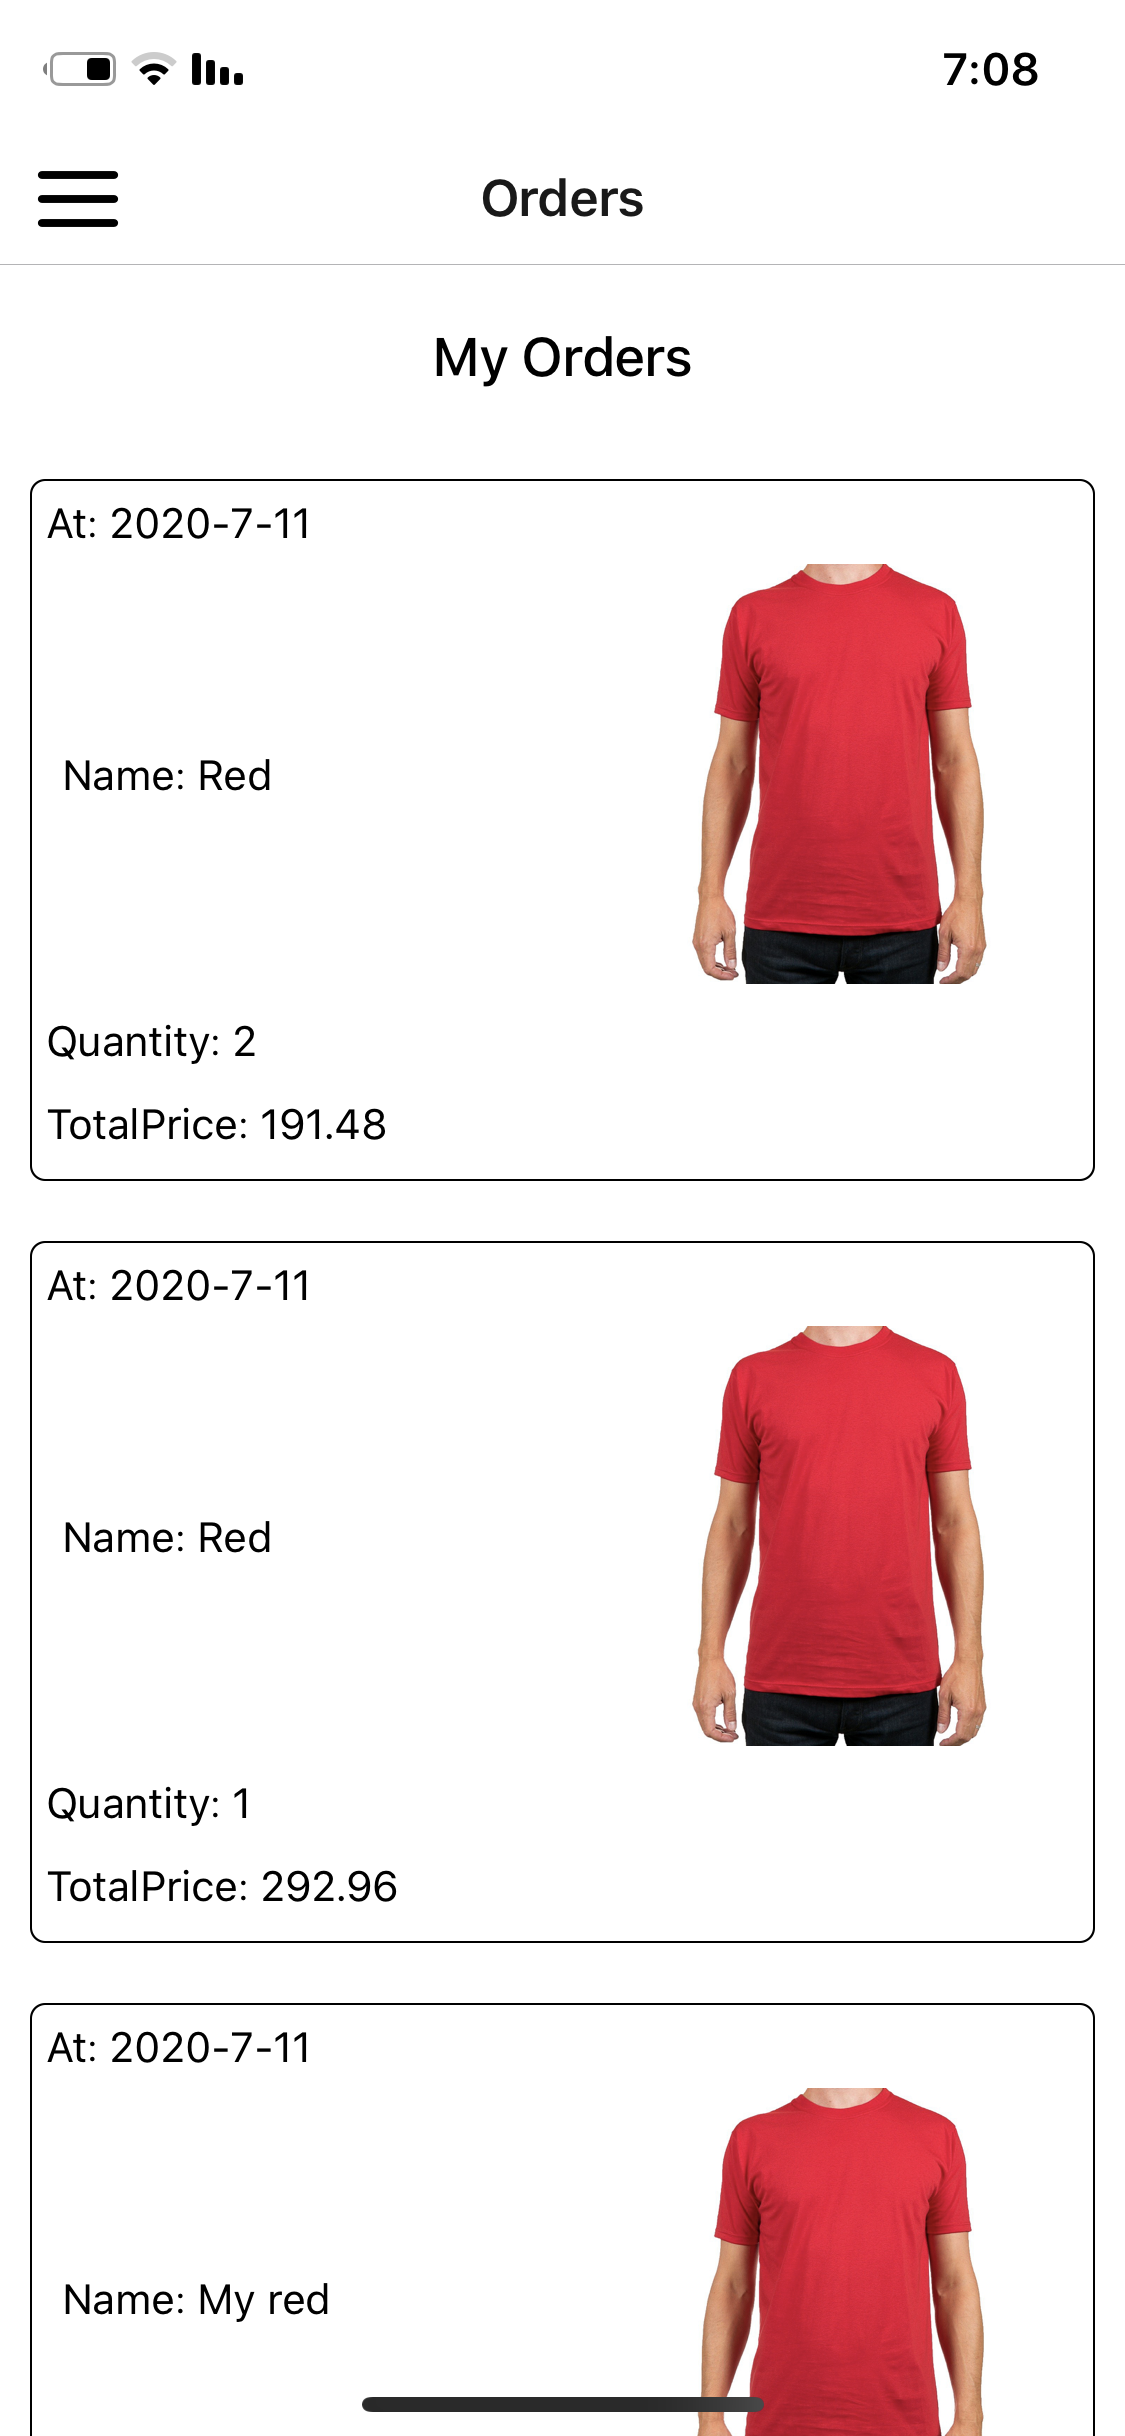 7:08
Orders
My Orders
At: 2020-7-11
Name: Red
Quantity: 2
TotalPrice: 191.48
At: 2020-7-11
Name: Red
Quantity: 1
TotalPrice: 292.96
At: 2020-7-11
Name: My red